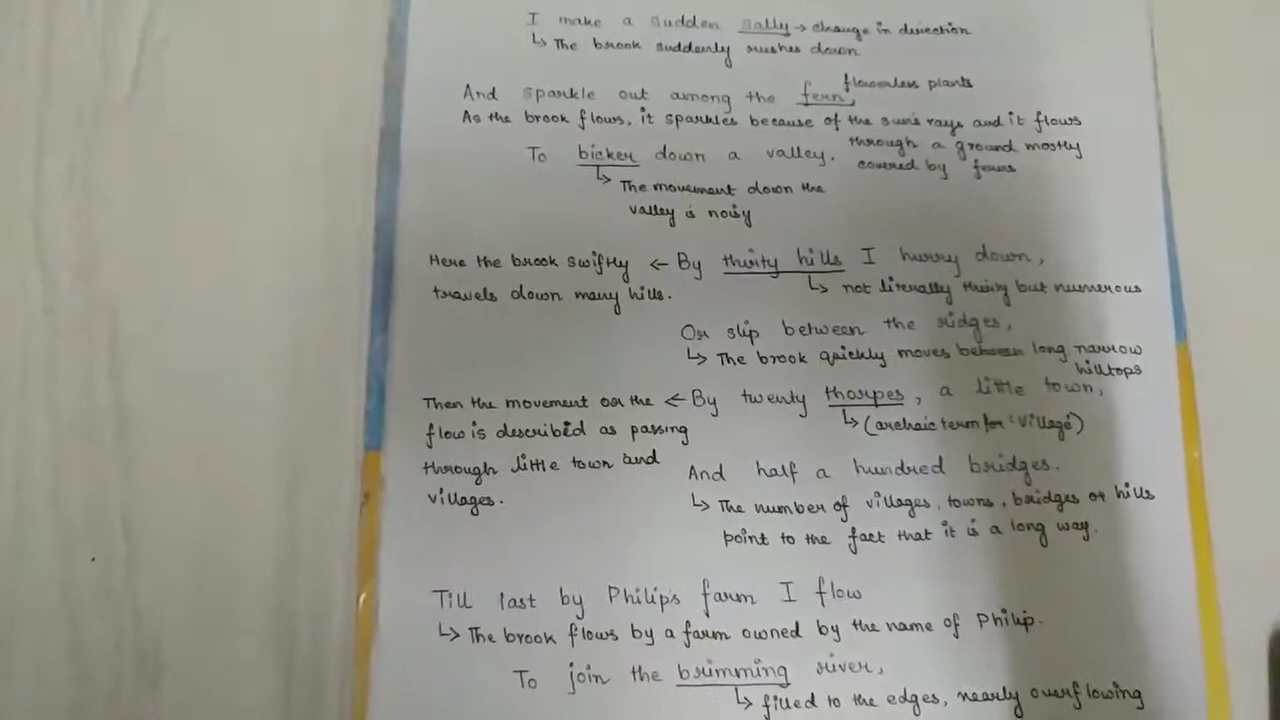 I make a sudden sally → change in direction
↳ The brook suddenly rushes down
flowerless plants
And sparkle out among the fern,
As the brook flows, it sparkles because of the sun's rays and it flows
through a ground mostly
covered by ferns
To bicker down a valley.
↳ The movement down the
valley is noisy
Here the brook swiftly ← By thirty hills I hurry down,
travels down many hills.
↳ not literally thirty but numerous
Or slip between the ridges,
↳ The brook quickly moves between long narrow
hilltops
Then the movement or the ← By twenty thorpes, a little town,
flow is described as passing
through little town and
villages.
↳ (archaic term for 'village')
And half a hundred bridges.
↳ The number of villages, towns, bridges or hills
point to the fact that it is a long way.
Till last by Philip's farm I flow
↳ The brook flows by a farm owned by the name of Philip.
To join the brimming river,
↳ filled to the edges, nearly overflowing